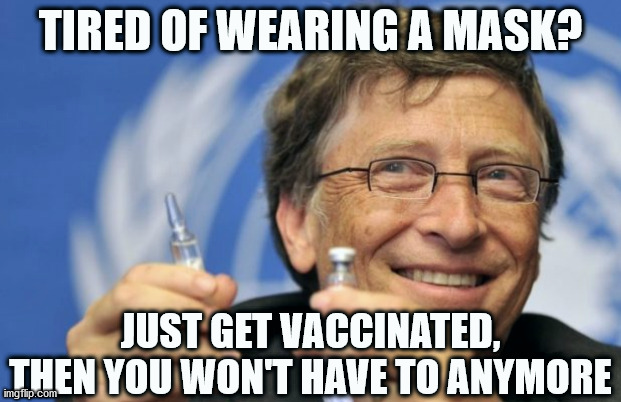 TIRED OF WEARING A MASK?
JUST GET VACCINATED,
THEN YOU WON'T HAVE TO ANYMORE
imgflip.com